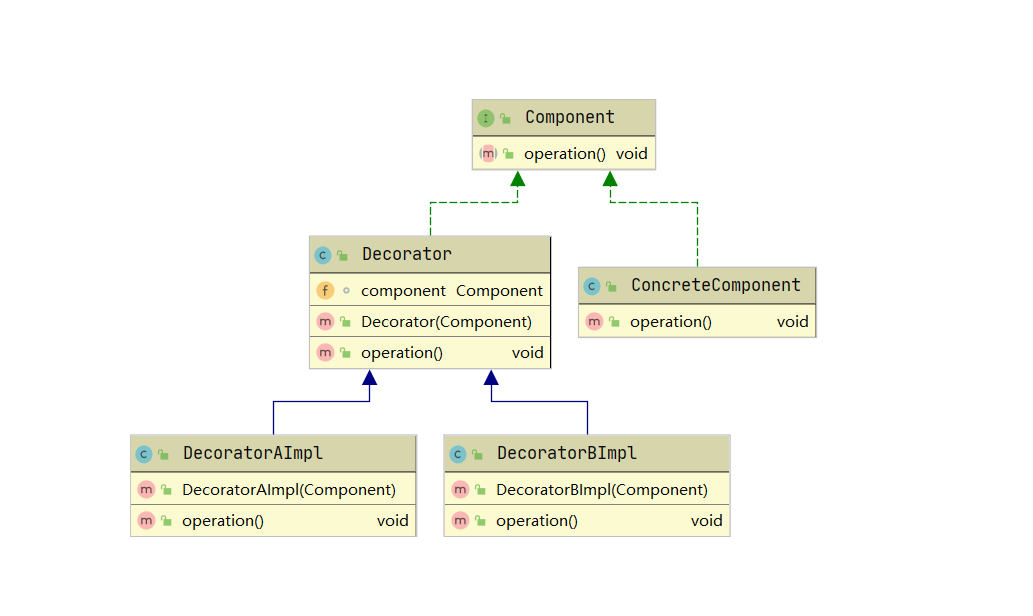 Component
operation() void
Decorator
component Component
Decorator(Component)
operation() void
ConcreteComponent
operation() void
DecoratorAImpl
DecoratorAImpl(Component)
operation() void
DecoratorBImpl
DecoratorBImpl(Component)
operation() void